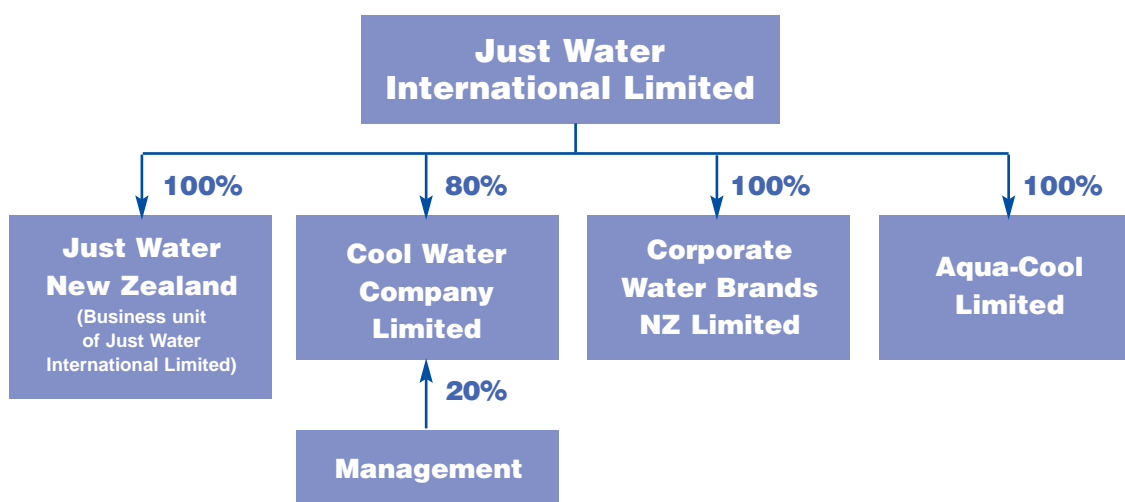 Just Water
International Limited
100%
80%
100%
100%
Just Water
New Zealand
(Business unit
of Just Water
International Limited)
Cool Water
Company
Limited
Corporate
Water Brands
NZ Limited
Aqua-Cool
Limited
20%
Management